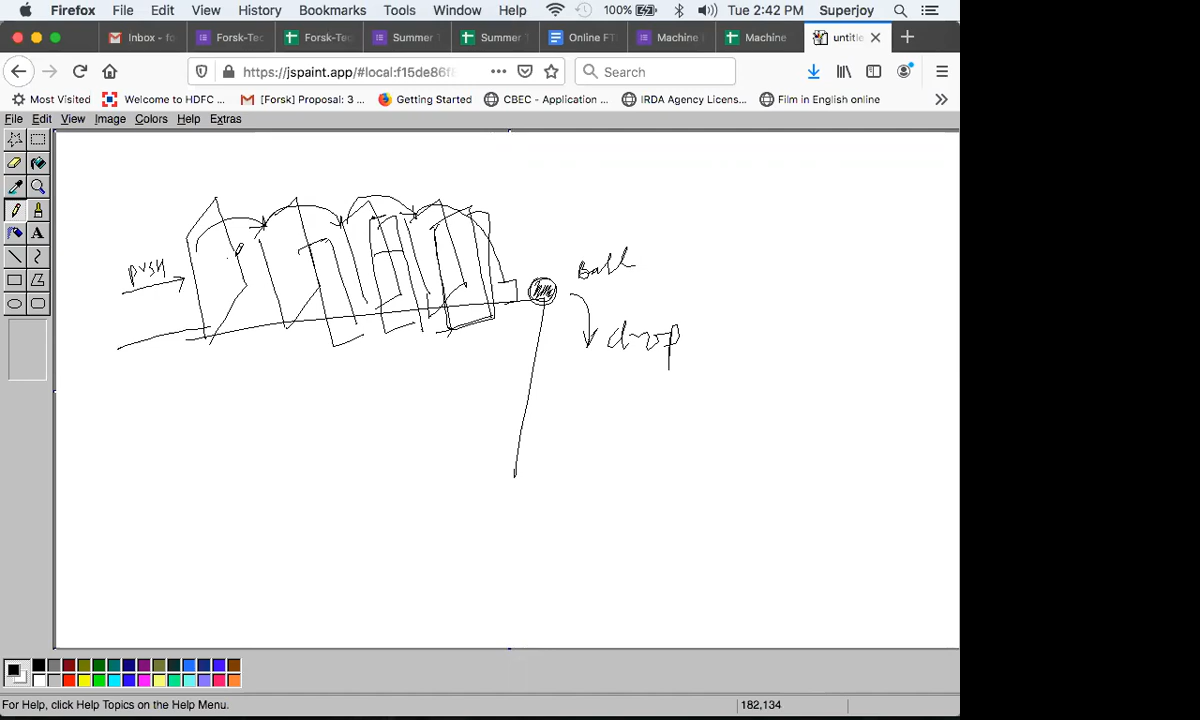 Firefox File Edit View History Bookmarks Tools Window Help 100% Tue 2:42 PM Superjoy
Inbox - fo Forsk-Tec Forsk-Tec Summer T Summer T Online FT Machine Machine untitle
https://jspaint.app/#local:f15de86f8 Search
Most Visited Welcome to HDFC ... [Forsk] Proposal: 3 ... Getting Started CBEC - Application ... IRDA Agency Licens... Film in English online
File Edit View Image Colors Help Extras
Ball
push
drop
For Help, click Help Topics on the Help Menu. 182,134